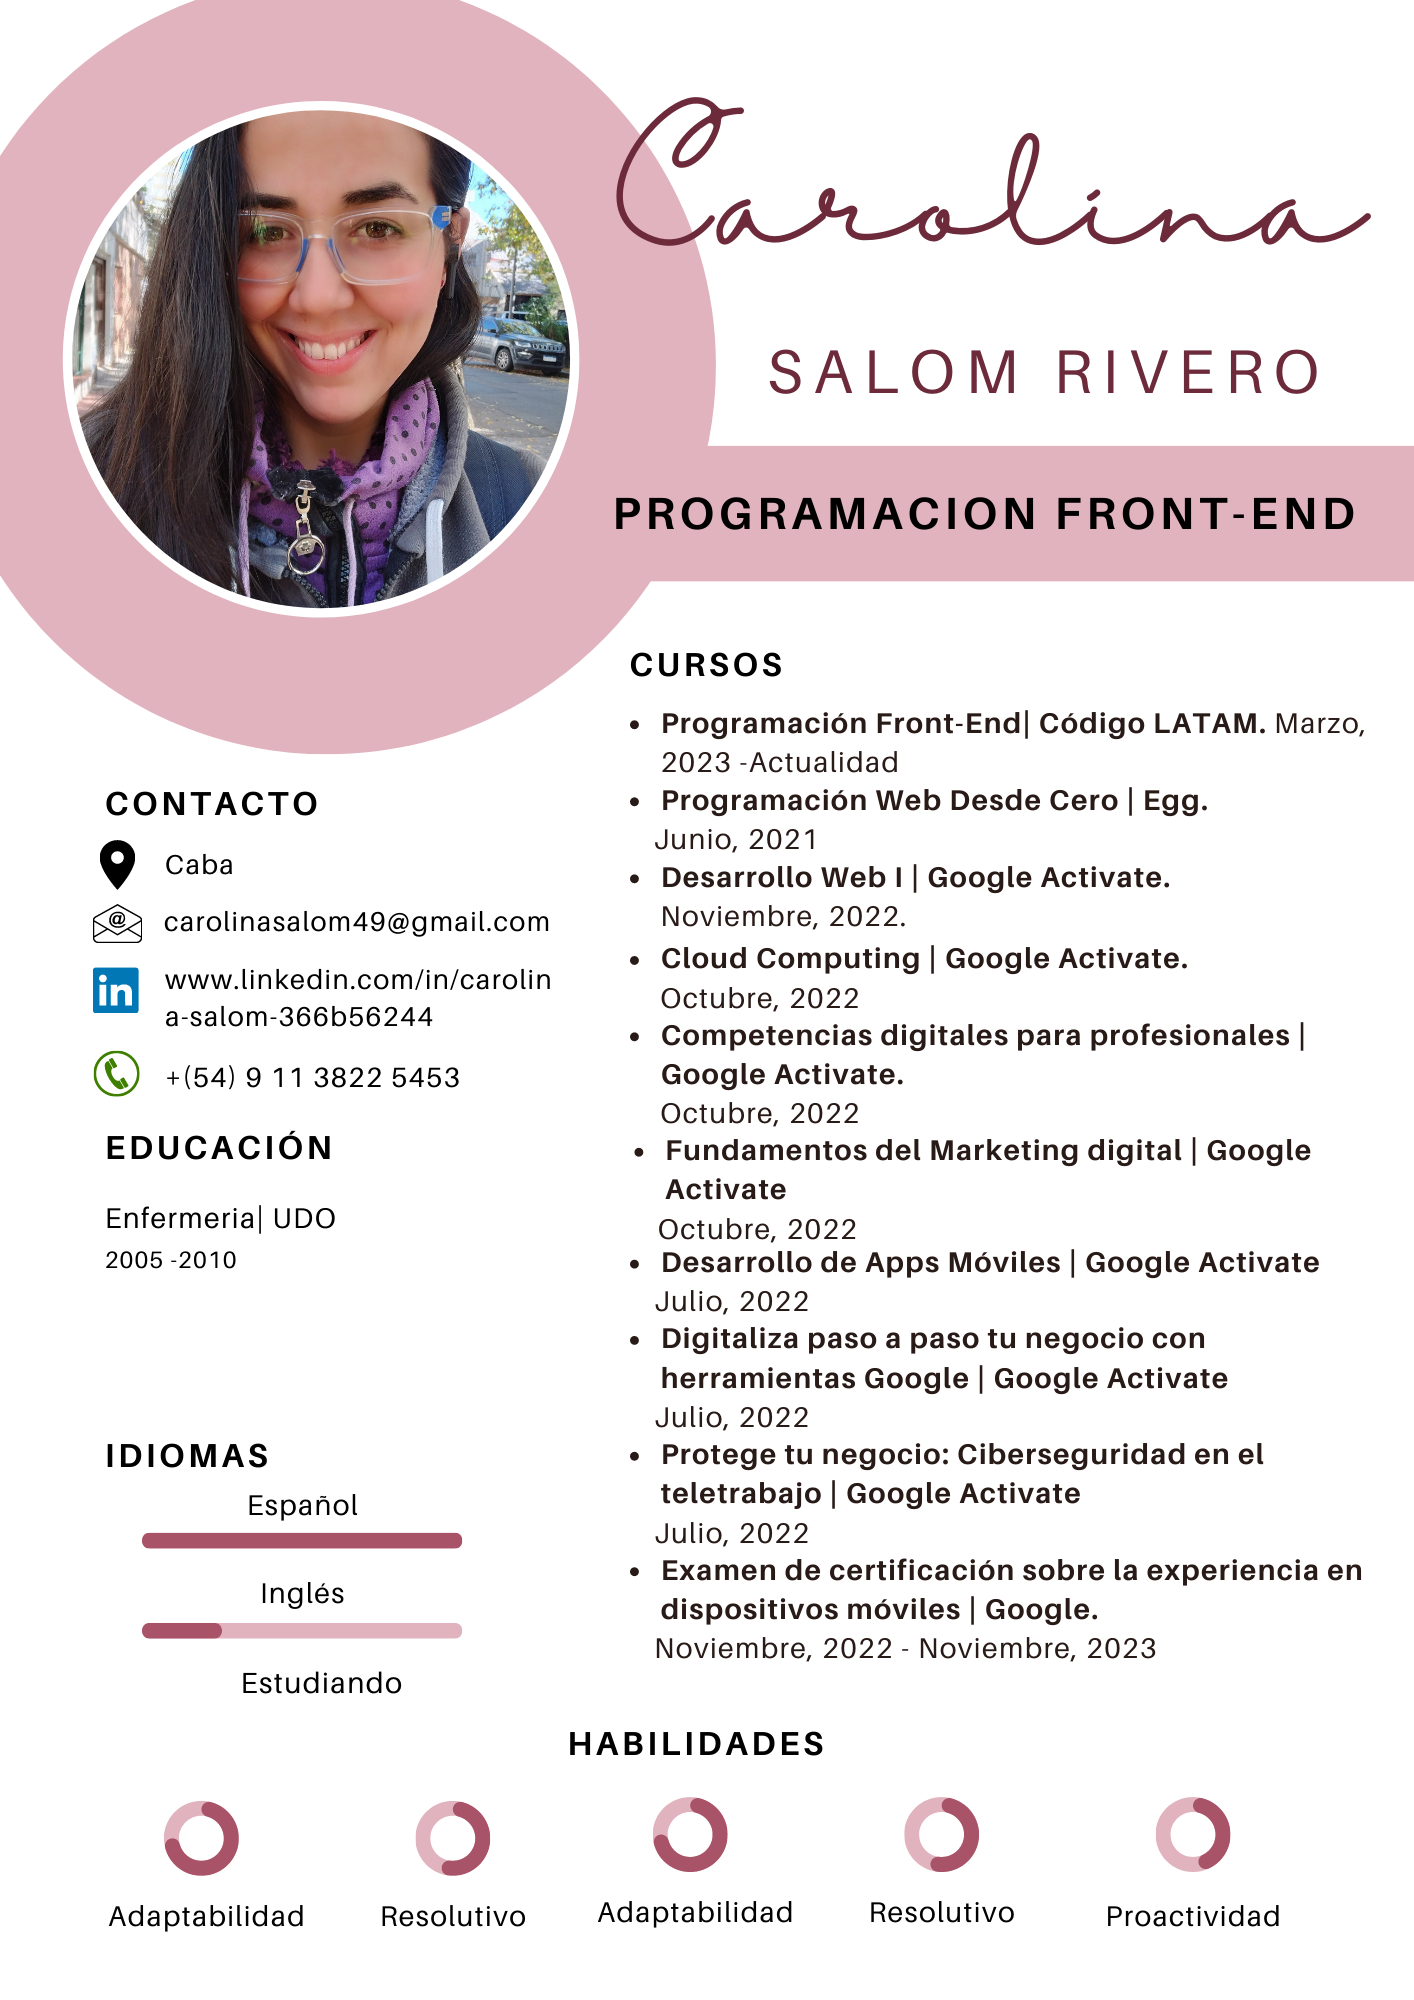 Carolina
SALOM RIVERO
PROGRAMACION FRONT-END
CONTACTO
Caba
@
carolinasalom49@gmail.com
in
www.linkedin.com/in/carolin
a-salom-366b56244
+(54) 9 11 3822 5453
EDUCACIÓN
Enfermeria| UDO
2005 -2010
IDIOMAS
Español
Inglés
Estudiando
CURSOS
• Programación Front-End| Código LATAM. Marzo,
2023 -Actualidad
• Programación Web Desde Cero | Egg.
Junio, 2021
• Desarrollo Web I | Google Activate.
Noviembre, 2022.
• Cloud Computing | Google Activate.
Octubre, 2022
• Competencias digitales para profesionales |
Google Activate.
Octubre, 2022
• Fundamentos del Marketing digital | Google
Activate
Octubre, 2022
• Desarrollo de Apps Móviles | Google Activate
Julio, 2022
• Digitaliza paso a paso tu negocio con
herramientas Google | Google Activate
Julio, 2022
• Protege tu negocio: Ciberseguridad en el
teletrabajo | Google Activate
Julio, 2022
• Examen de certificación sobre la experiencia en
dispositivos móviles | Google.
Noviembre, 2022 - Noviembre, 2023
HABILIDADES
Adaptabilidad
Resolutivo
Adaptabilidad
Resolutivo
Proactividad